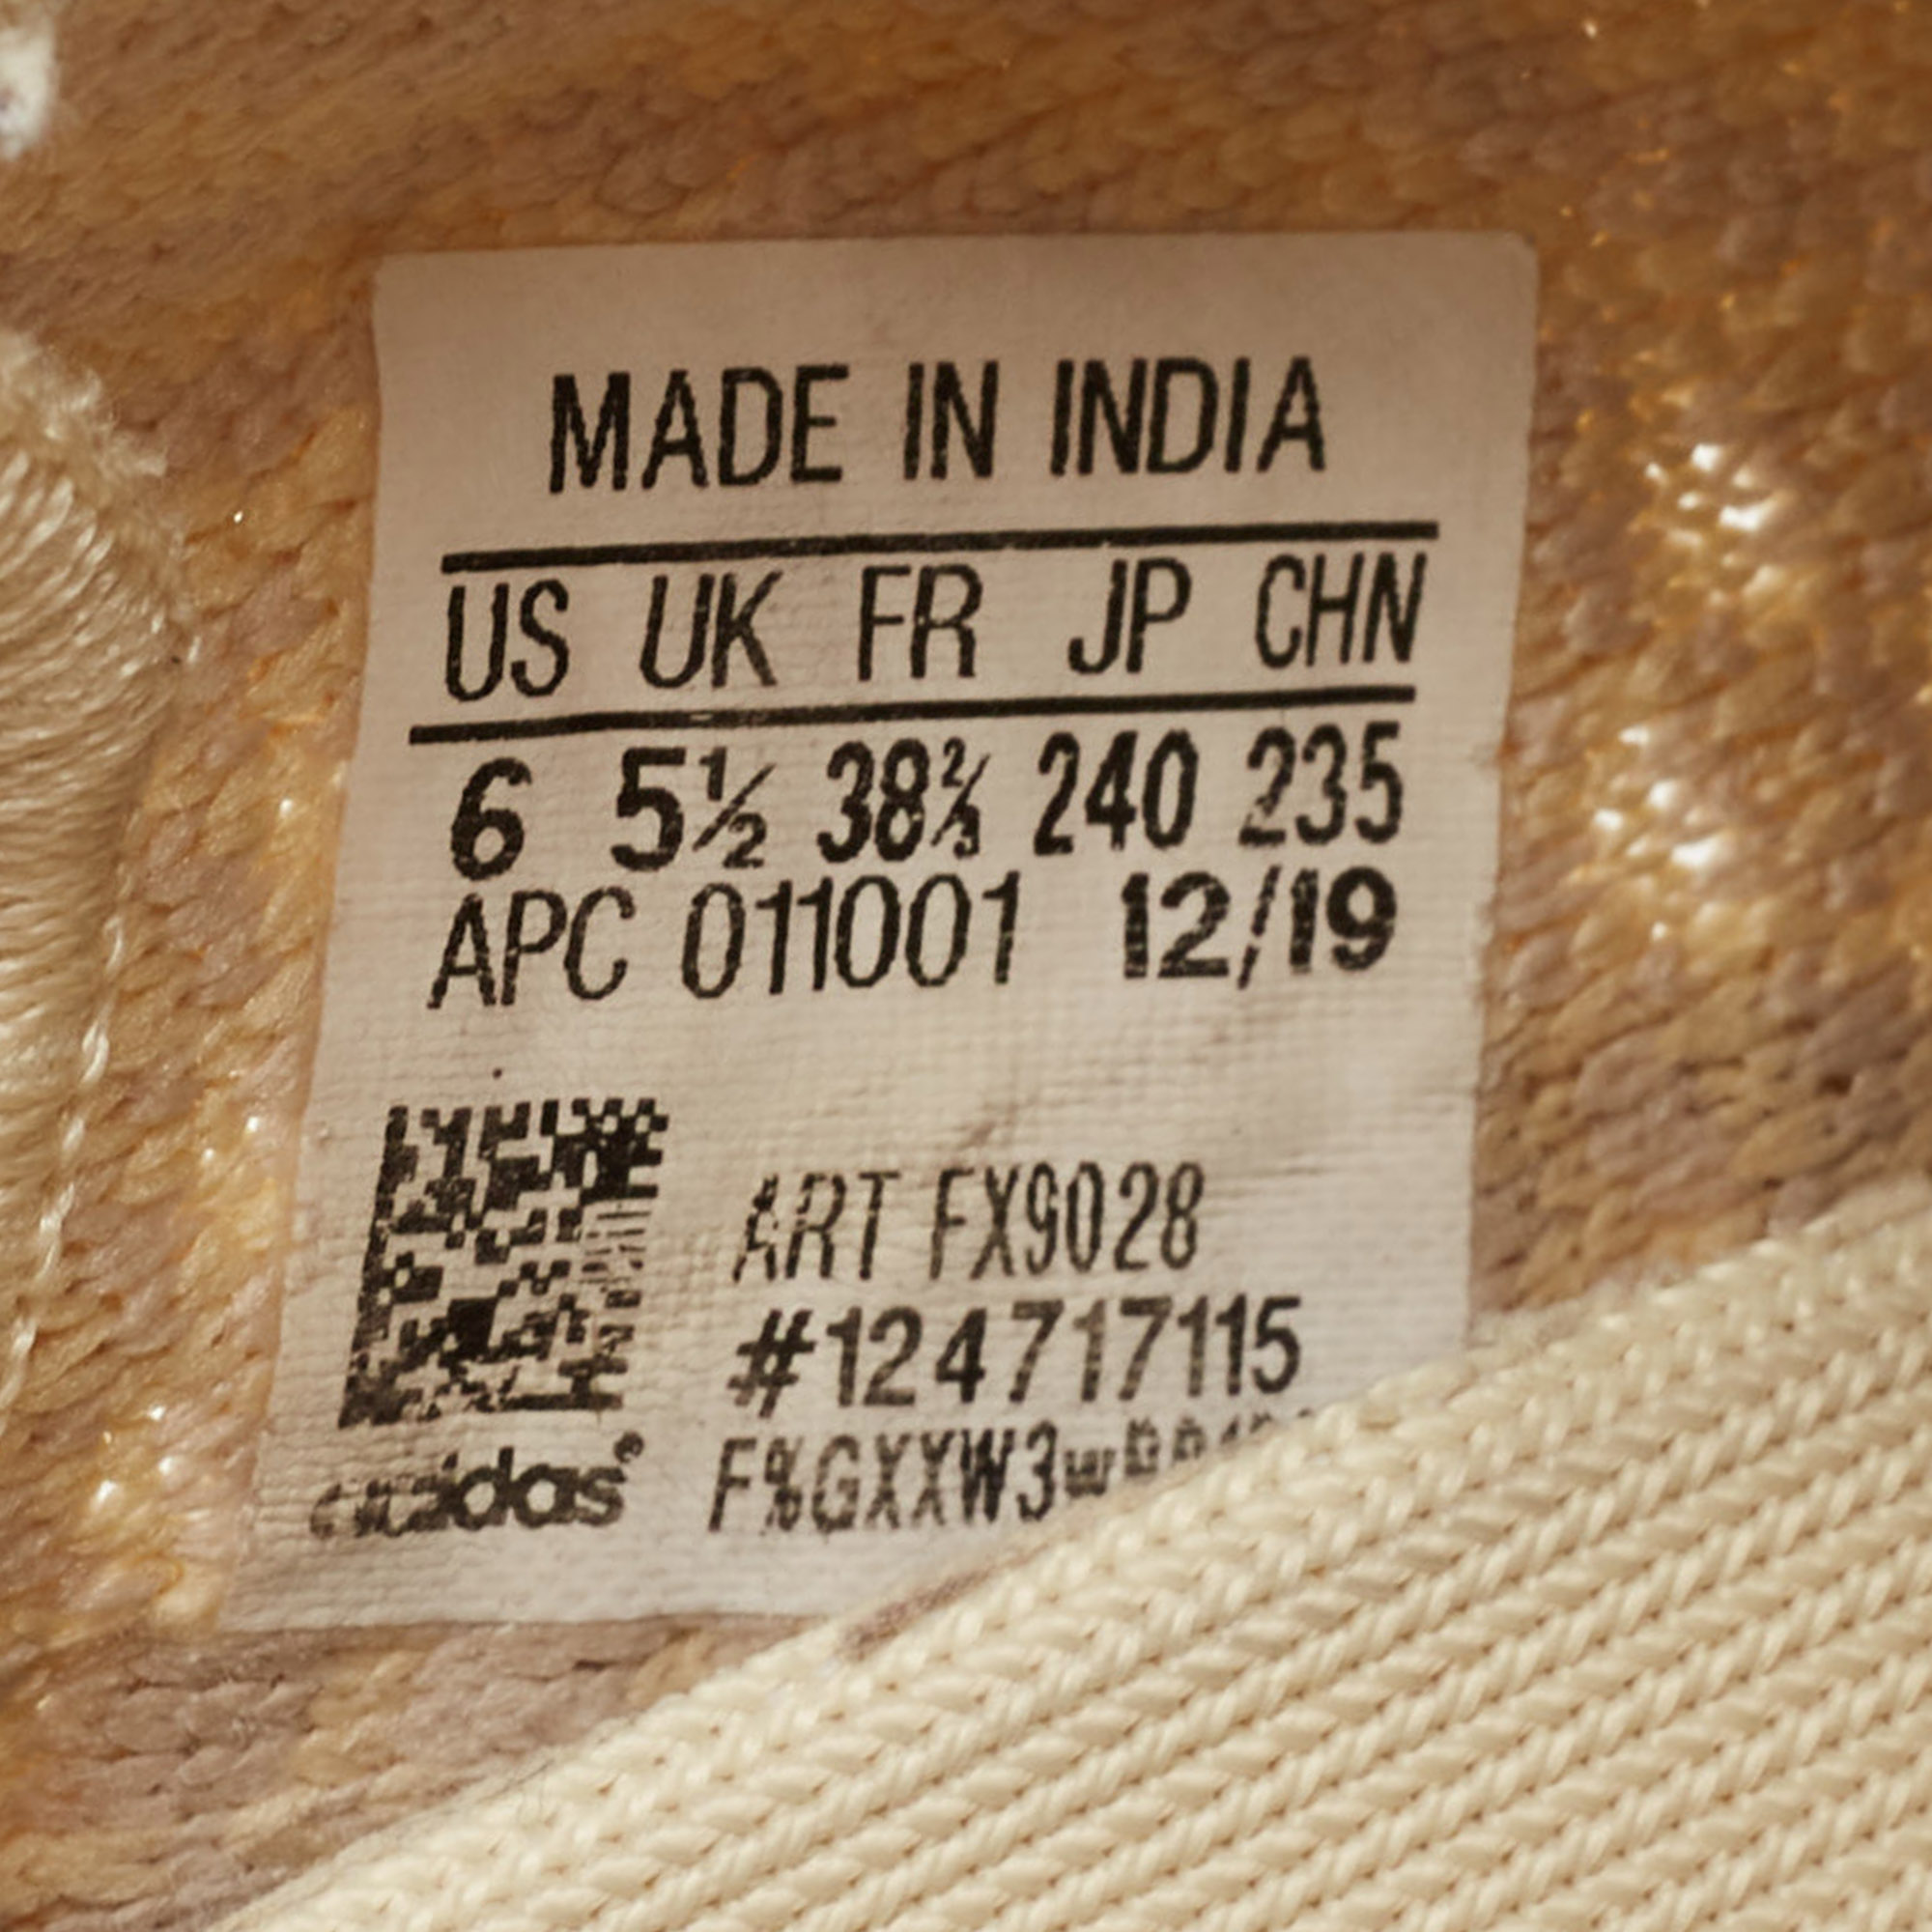 MADE IN INDIA
US UK FR JP CHN
6 5½ 38⅔ 240 235
APC 011001 12/19
ART FX9028
#124717115
adidas®